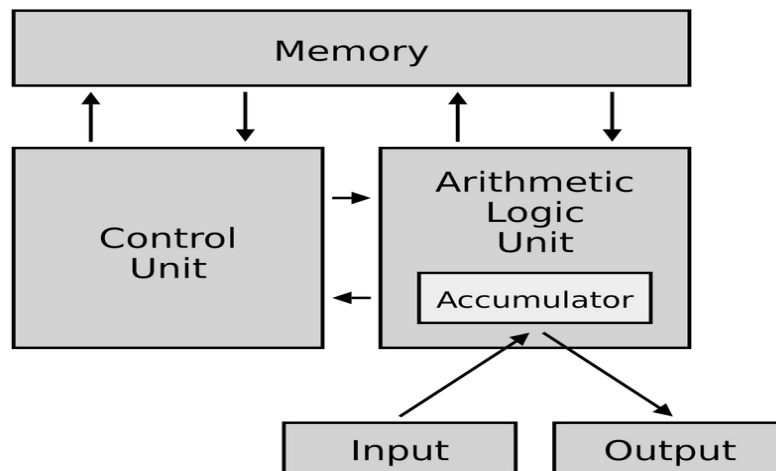 Memory
Control
Unit
Arithmetic
Logic
Unit
Accumulator
Input
Output